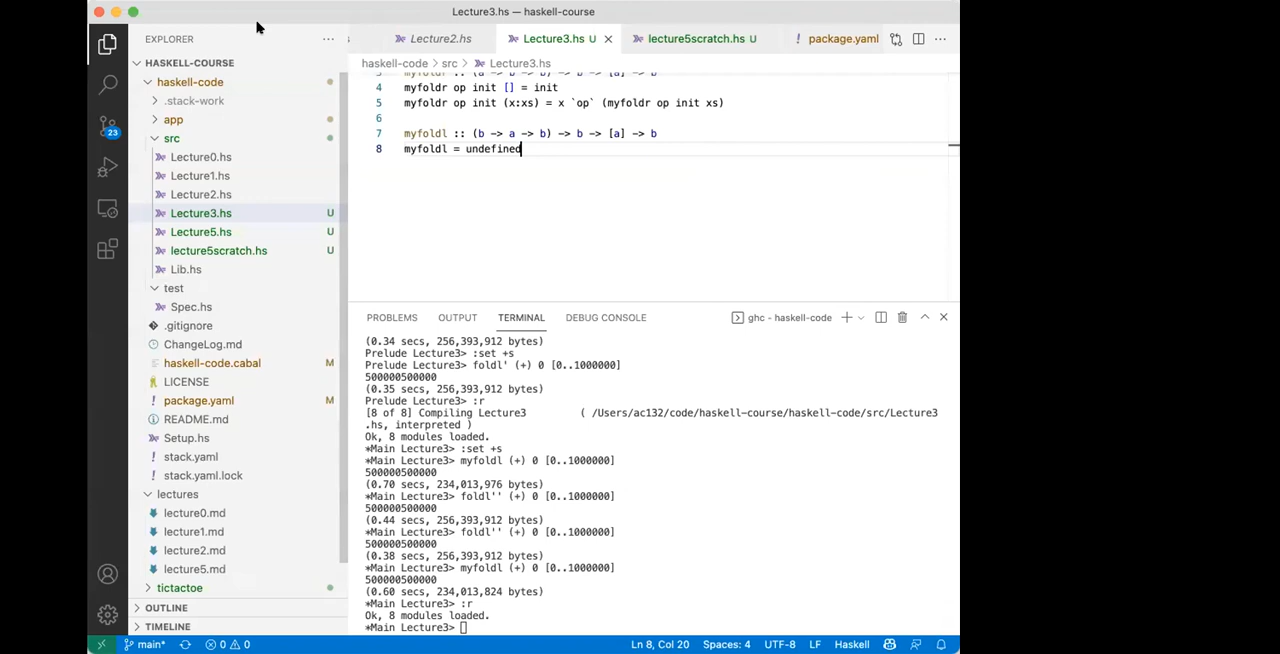 Lecture3.hs — haskell-course
EXPLORER
Lecture2.hs
Lecture3.hs U
lecture5scratch.hs U
! package.yaml
HASKELL-COURSE
haskell-code > src > Lecture3.hs
haskell-code
.stack-work
app
src
Lecture0.hs
Lecture1.hs
Lecture2.hs
Lecture3.hs U
Lecture5.hs U
lecture5scratch.hs U
Lib.hs
test
Spec.hs
.gitignore
ChangeLog.md
haskell-code.cabal M
LICENSE
package.yaml M
README.md
Setup.hs
stack.yaml
stack.yaml.lock
lectures
lecture0.md
lecture1.md
lecture2.md
lecture5.md
tictactoe
OUTLINE
TIMELINE
23
3 myfoldr :: (a -> b -> b) -> b -> [a] -> b
4 myfoldr op init [] = init
5 myfoldr op init (x:xs) = x `op` (myfoldr op init xs)
6
7 myfoldl :: (b -> a -> b) -> b -> [a] -> b
8 myfoldl = undefined
PROBLEMS OUTPUT TERMINAL DEBUG CONSOLE
ghc - haskell-code
(0.34 secs, 256,393,912 bytes)
Prelude Lecture3> :set +s
Prelude Lecture3> foldl' (+) 0 [0..1000000]
500000500000
(0.35 secs, 256,393,912 bytes)
Prelude Lecture3> :r
[8 of 8] Compiling Lecture3 ( /Users/ac132/code/haskell-course/haskell-code/src/Lecture3
.hs, interpreted )
Ok, 8 modules loaded.
*Main Lecture3> :set +s
*Main Lecture3> myfoldl (+) 0 [0..1000000]
500000500000
(0.70 secs, 234,013,976 bytes)
*Main Lecture3> foldl'' (+) 0 [0..1000000]
500000500000
(0.44 secs, 256,393,912 bytes)
*Main Lecture3> foldl'' (+) 0 [0..1000000]
500000500000
(0.38 secs, 256,393,912 bytes)
*Main Lecture3> myfoldl (+) 0 [0..1000000]
500000500000
(0.60 secs, 234,013,824 bytes)
*Main Lecture3> :r
Ok, 8 modules loaded.
*Main Lecture3>
main* 0 0 Ln 8, Col 20 Spaces: 4 UTF-8 LF Haskell